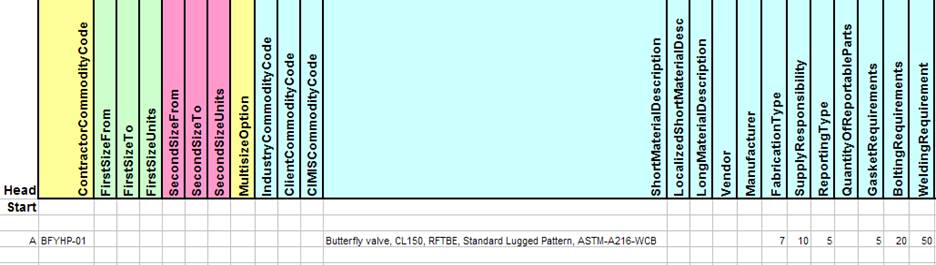 Head
ContractorCommodityCode
FirstSizeFrom
FirstSizeTo
FirstSizeUnits
SecondSizeFrom
SecondSizeTo
SecondSizeUnits
MultisizeOption
IndustryCommodityCode
ClientCommodityCode
CIMISCommodityCode
ShortMaterialDescription
LocalizedShortMaterialDesc
LongMaterialDescription
Vendor
Manufacturer
FabricationType
SupplyResponsibility
ReportingType
QuantityOfReportableParts
GasketRequirements
BoltingRequirement
WeldingRequirement
Start
A BFYHP-01 Butterfly valve, CL150, RFTBE, Standard Lugged Pattern, ASTM-A216-WCB 7 10 5 5 20 50